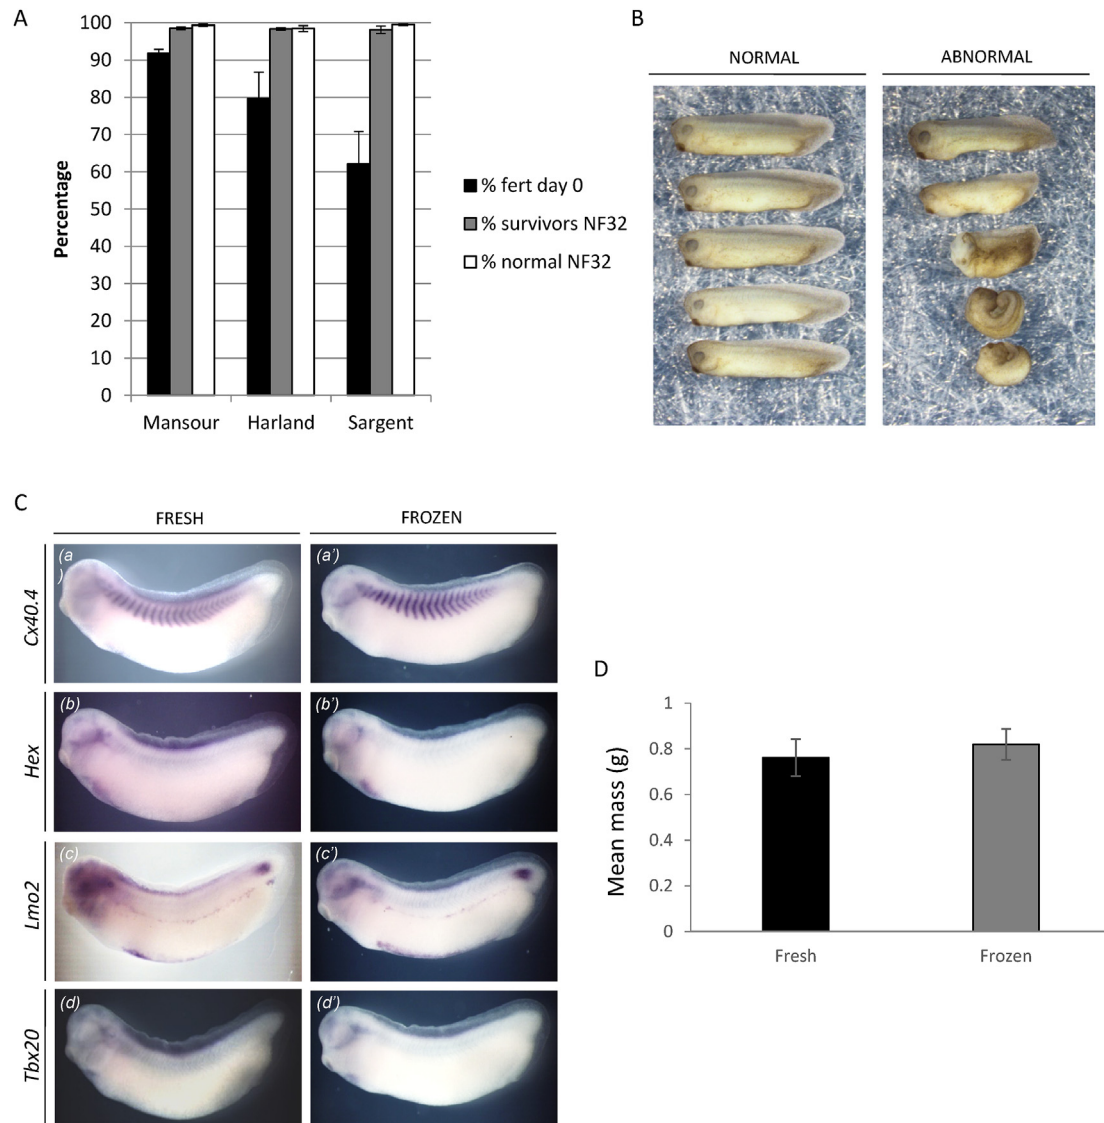 A
100
90
80
70
60
50
40
30
20
10
0
Percentage
Mansour
Harland
Sargent
% fert day 0
% survivors NF32
% normal NF32
B
NORMAL
ABNORMAL
C
FRESH
FROZEN
Cx40.4
(a
)
(a’)
Hex
(b)
(b’)
Lmo2
(c)
(c’)
Tbx20
(d)
(d’)
D
Mean mass (g)
1
0.8
0.6
0.4
0.2
0
Fresh
Frozen